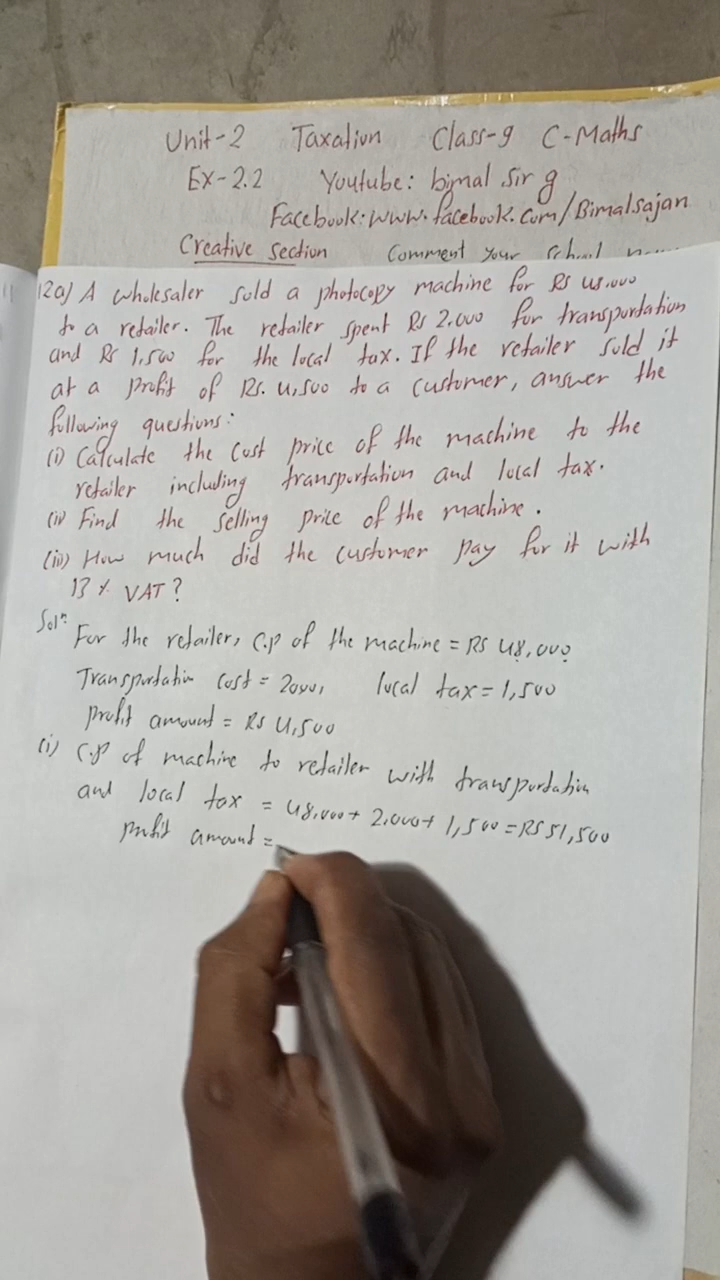 Unit-2 Taxation Class-9 C-Maths
Ex-2.2 Youtube: bimal sir g
Facebook: www.facebook.com/Bimalsajan
Creative section Comment your school
12a) A wholesaler sold a photocopy machine for Rs 48,000
to a retailer. The retailer spent Rs 2,000 for transportation
and Rs 1,500 for the local tax. If the retailer sold it
at a profit of Rs. 4,500 to a customer, answer the
following questions:
(i) Calculate the cost price of the machine to the
retailer including transportation and local tax.
(ii) Find the selling price of the machine.
(iii) How much did the customer pay for it with
13% VAT?
Solⁿ
For the retailer, C.P of the machine = Rs 48,000
Transportation cost = 2000, local tax = 1,500
profit amount = Rs 4,500
(i) C.P of machine to retailer with transportation
and local tax = 48,000 + 2,000 + 1,500 = RS 51,500
profit amount =